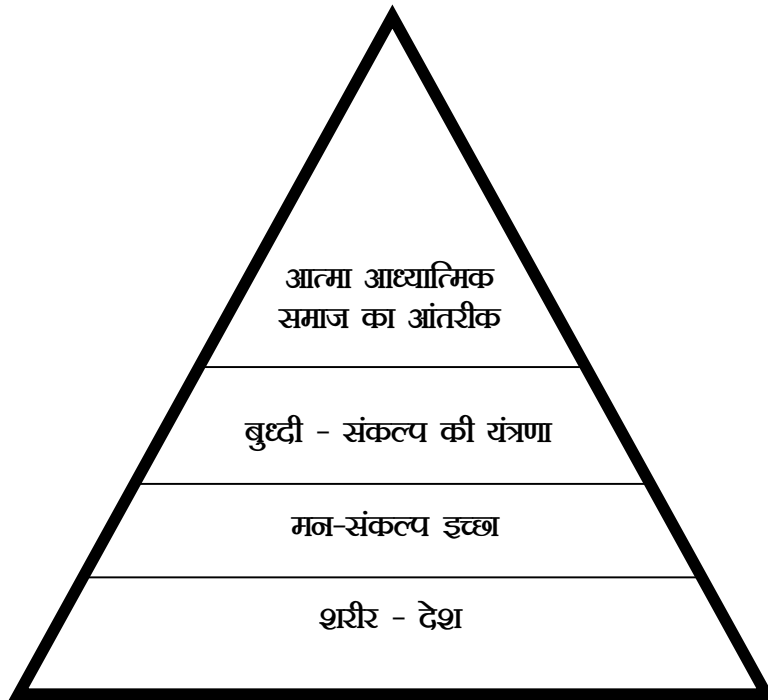 आत्मा आध्यात्मिक
समाज का आंतरीक
बुध्दी - संकल्प की यंत्रणा
मन-संकल्प इच्छा
शरीर - देश